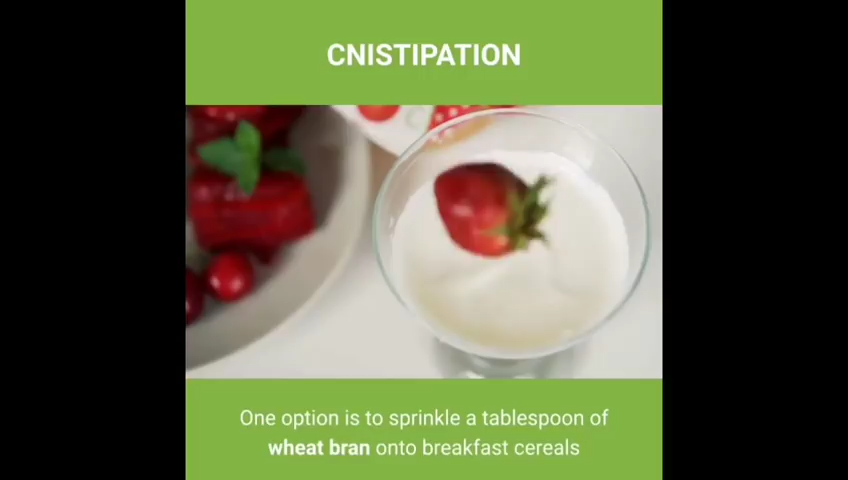 CNISTIPATION
One option is to sprinkle a tablespoon of
wheat bran onto breakfast cereals